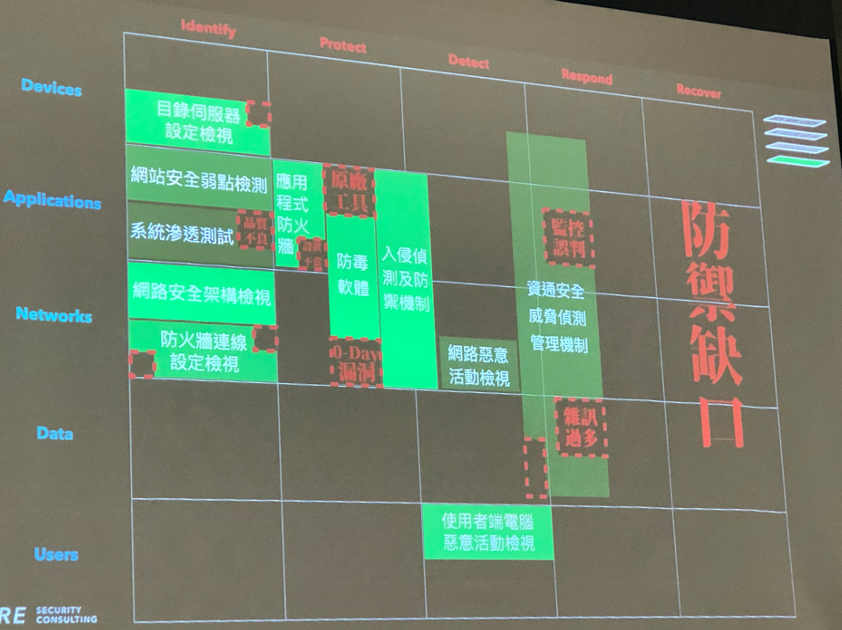 Identify
Protect
Detect
Respond
Recover
Devices
目錄伺服器
設定檢視
Applications
網站安全弱點檢測
系統滲透測試
品質
不良
應用
程式
防火
牆
設置
不當
原廠
工具
防毒
軟體
入侵偵
測及防
禦機制
監控
誤判
資通安全
威脅偵測
管理機制
防禦缺口
Networks
網路安全架構檢視
防火牆連線
設定檢視
0-Day
漏洞
網路惡意
活動檢視
Data
雜訊
過多
Users
使用者端電腦
惡意活動檢視
RE
SECURITY
CONSULTING